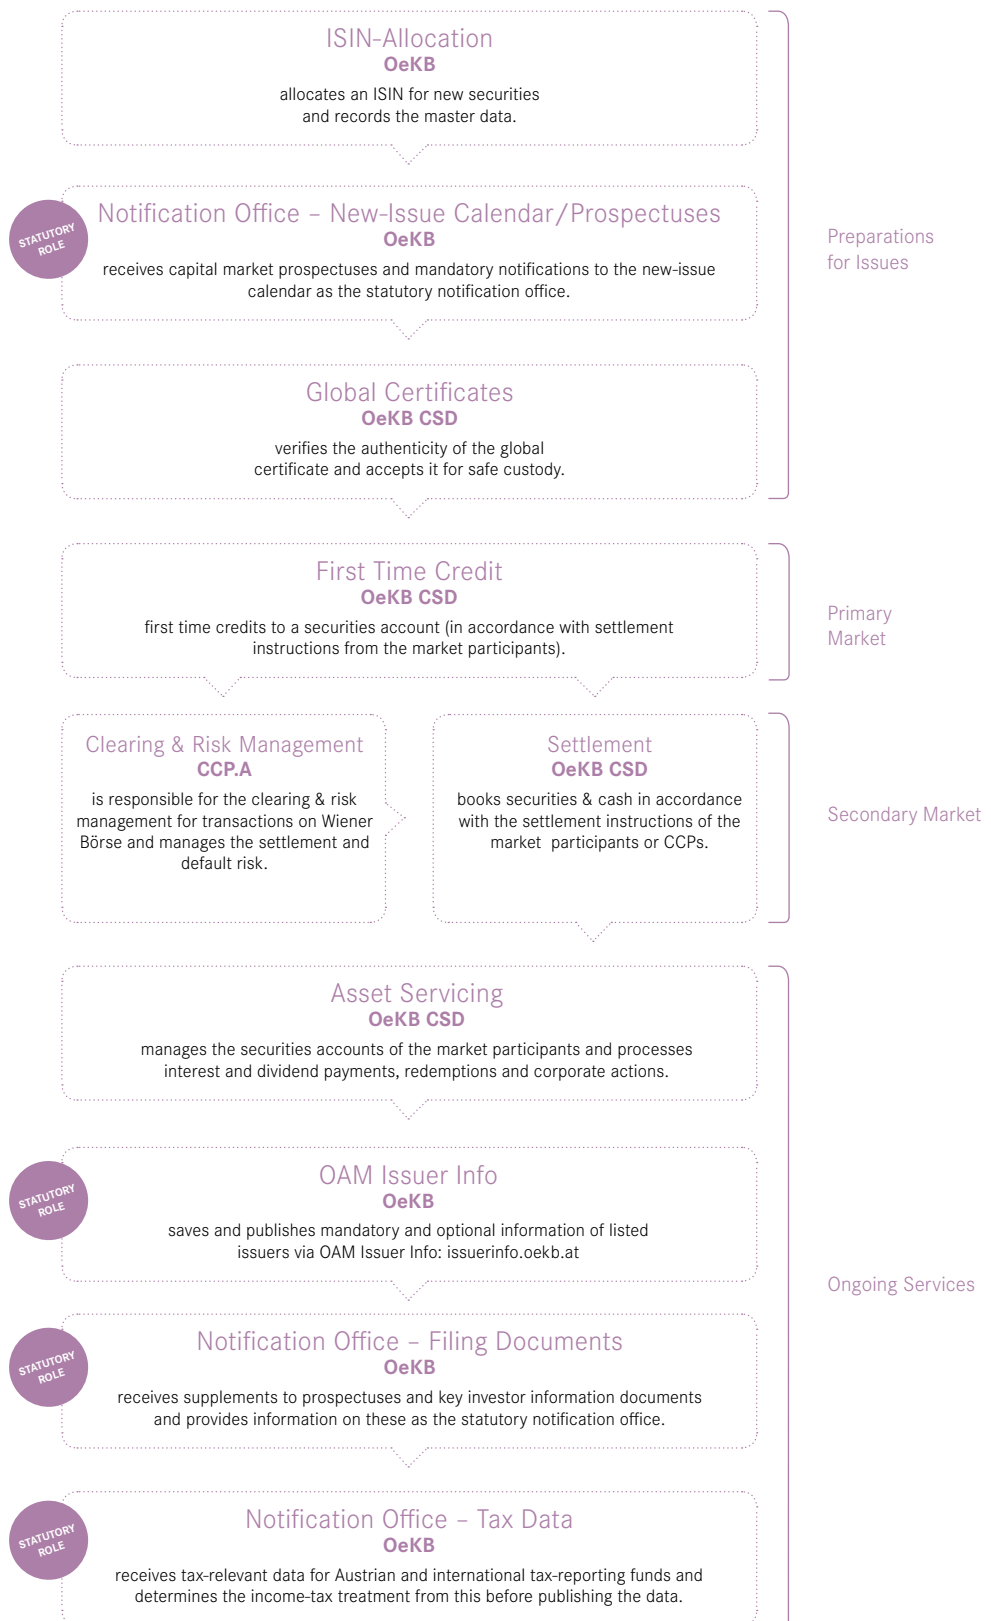 ISIN-Allocation
OeKB
allocates an ISIN for new securities
and records the master data.
STATUTORY
ROLE
Notification Office – New-Issue Calendar/Prospectuses
OeKB
receives capital market prospectuses and mandatory notifications to the new-issue
calendar as the statutory notification office.
Preparations
for Issues
Global Certificates
OeKB CSD
verifies the authenticity of the global
certificate and accepts it for safe custody.
First Time Credit
OeKB CSD
first time credits to a securities account (in accordance with settlement
instructions from the market participants).
Primary
Market
Clearing & Risk Management
CCP.A
is responsible for the clearing & risk
management for transactions on Wiener
Börse and manages the settlement and
default risk.
Settlement
OeKB CSD
books securities & cash in accordance
with the settlement instructions of the
market participants or CCPs.
Secondary Market
Asset Servicing
OeKB CSD
manages the securities accounts of the market participants and processes
interest and dividend payments, redemptions and corporate actions.
STATUTORY
ROLE
OAM Issuer Info
OeKB
saves and publishes mandatory and optional information of listed
issuers via OAM Issuer Info: issuerinfo.oekb.at
Ongoing Services
STATUTORY
ROLE
Notification Office – Filing Documents
OeKB
receives supplements to prospectuses and key investor information documents
and provides information on these as the statutory notification office.
STATUTORY
ROLE
Notification Office – Tax Data
OeKB
receives tax-relevant data for Austrian and international tax-reporting funds and
determines the income-tax treatment from this before publishing the data.